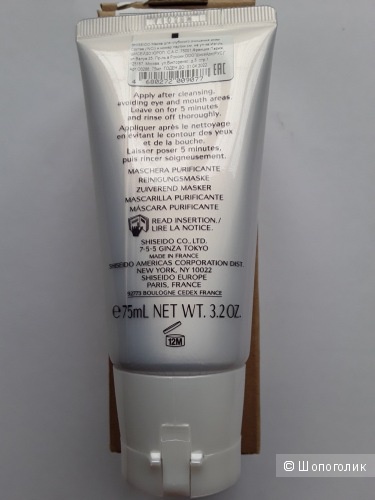 4 680272 009077
EAC
Apply after cleansing,
avoiding eye and mouth areas.
Leave on for 5 minutes
and rinse off thoroughly.
Appliquer après le nettoyage
en évitant le contour des yeux
et de la bouche.
Laisser poser 5 minutes,
puis rincer soigneusement.
MASCHERA PURIFICANTE
REINIGUNGSMASKE
ZUIVEREND MASKER
MASCARILLA PURIFICANTE
MÁSCARA PURIFICANTE
READ INSERTION./
LIRE LA NOTICE.
SHISEIDO CO., LTD.
7-5-5 GINZA TOKYO
MADE IN FRANCE
SHISEIDO AMERICAS CORPORATION DIST.
NEW YORK, NY 10022
SHISEIDO EUROPE
PARIS, FRANCE
92773 BOULOGNE CEDEX FRANCE
℮75mL NET WT. 3.2 OZ.
12M
© Шопоголик